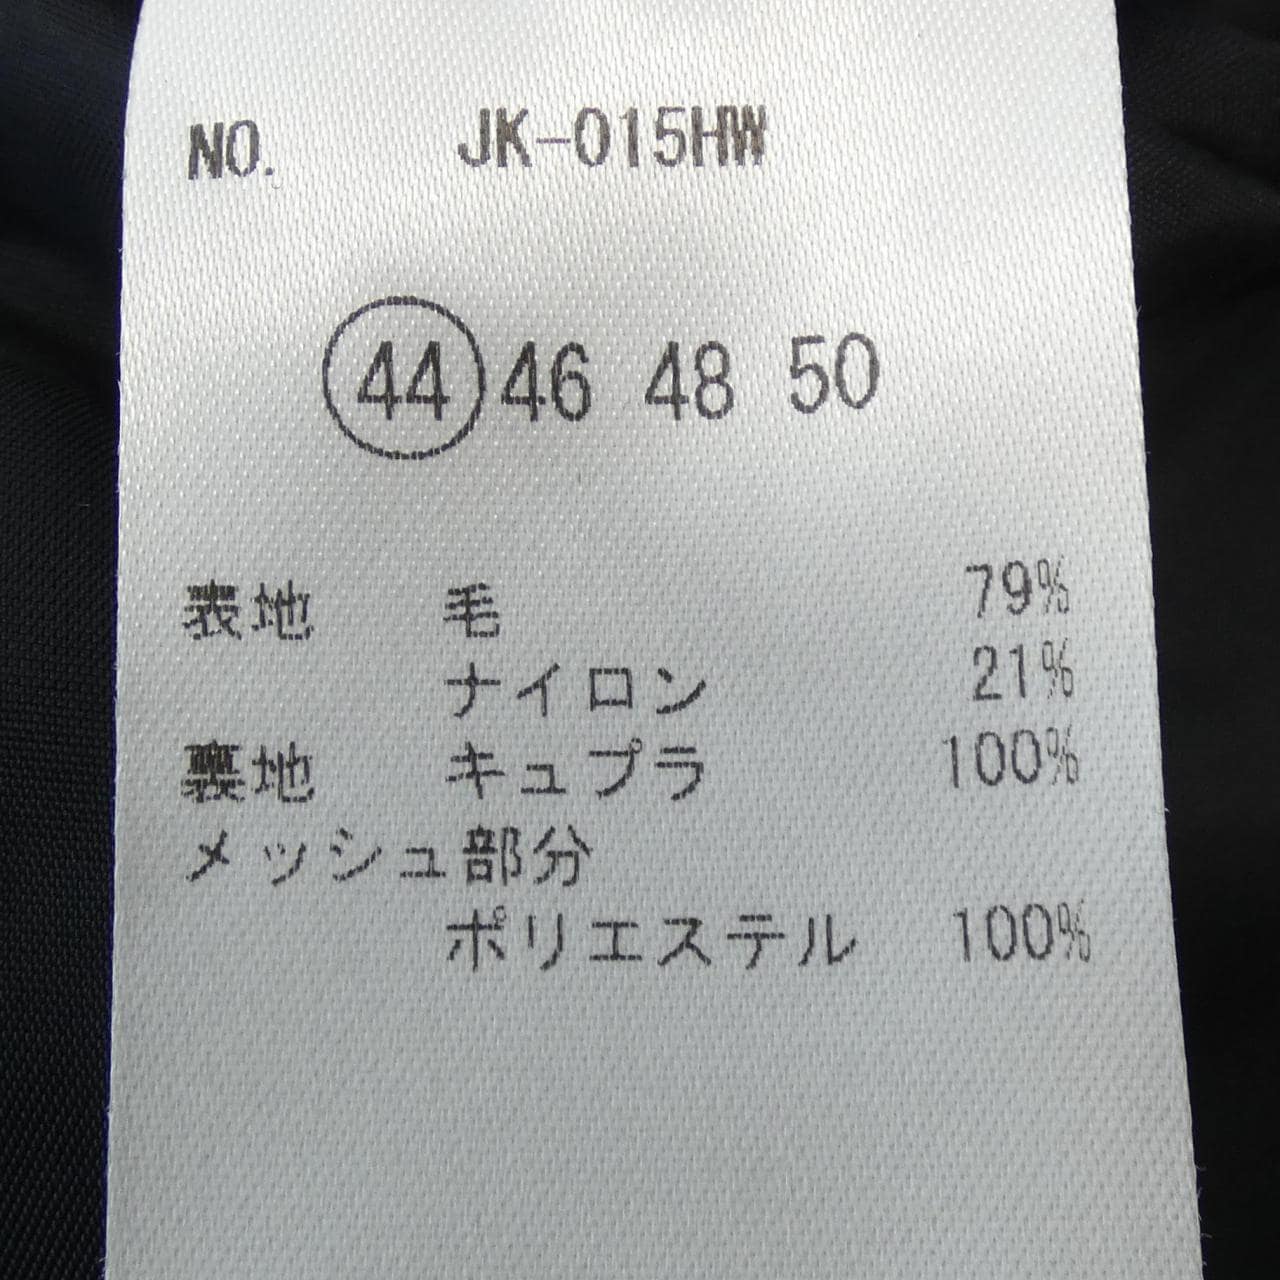 NO. JK-015HW
44 46 48 50
表地 毛 79%
ナイロン 21%
裏地 キュプラ 100%
メッシュ部分
ポリエステル 100%